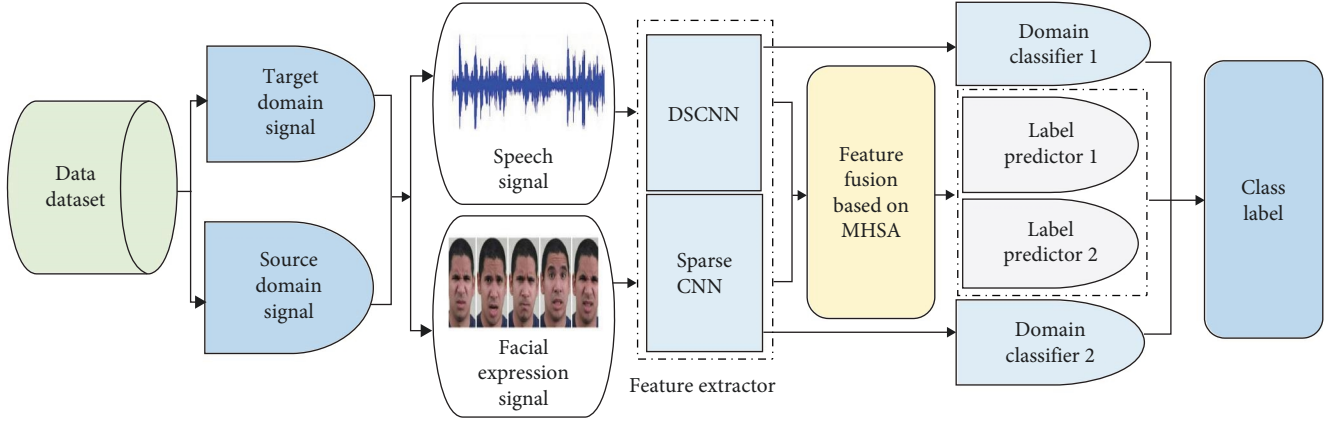 Data
dataset
Target
domain
signal
Source
domain
signal
Speech
signal
Facial
expression
signal
DSCNN
Sparse
CNN
Feature extractor
Feature
fusion
based on
MHSA
Domain
classifier 1
Label
predictor 1
Label
predictor 2
Domain
classifier 2
Class
label